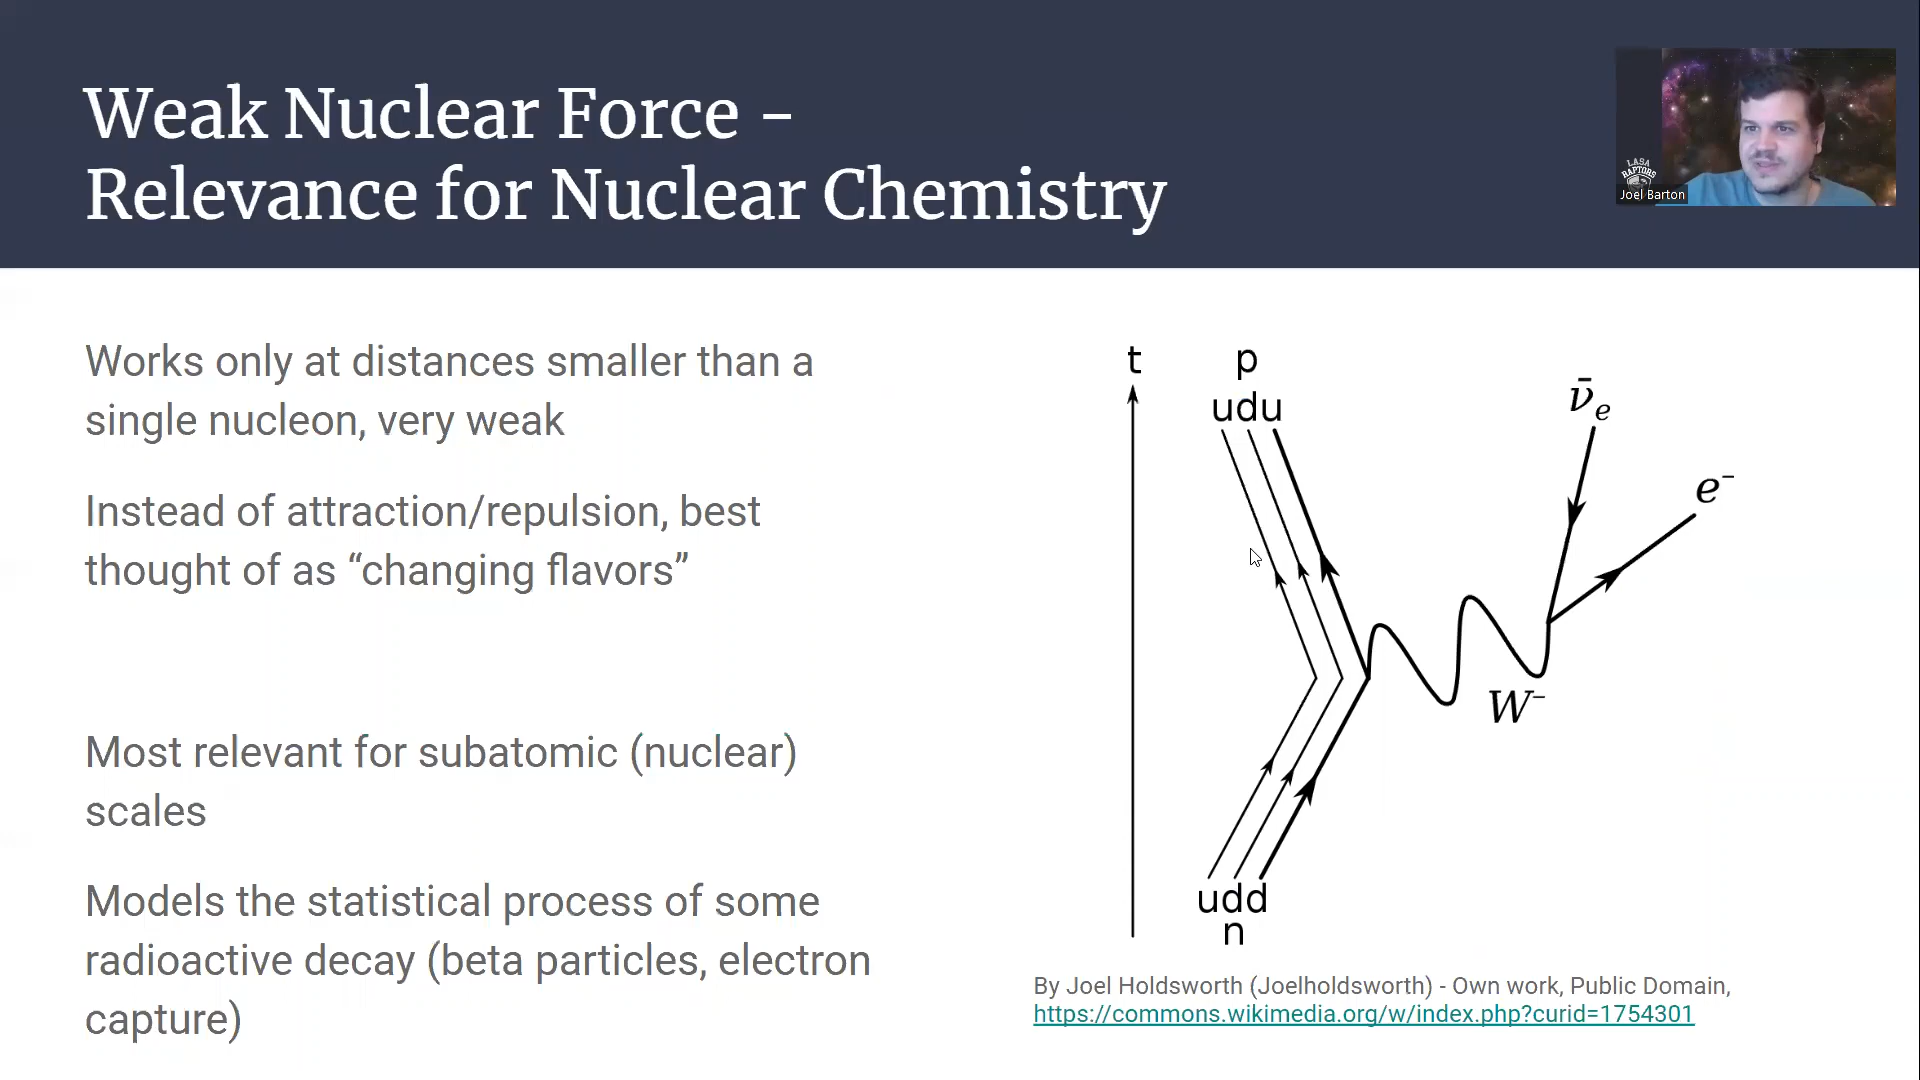 Weak Nuclear Force -
Relevance for Nuclear Chemistry
LASA
RAPTORS
Joel Barton
Works only at distances smaller than a
single nucleon, very weak
Instead of attraction/repulsion, best
thought of as “changing flavors”
Most relevant for subatomic (nuclear)
scales
Models the statistical process of some
radioactive decay (beta particles, electron
capture)
t
p
udu
ν̄ₑ
e⁻
W⁻
udd
n
By Joel Holdsworth (Joelholdsworth) - Own work, Public Domain,
https://commons.wikimedia.org/w/index.php?curid=1754301